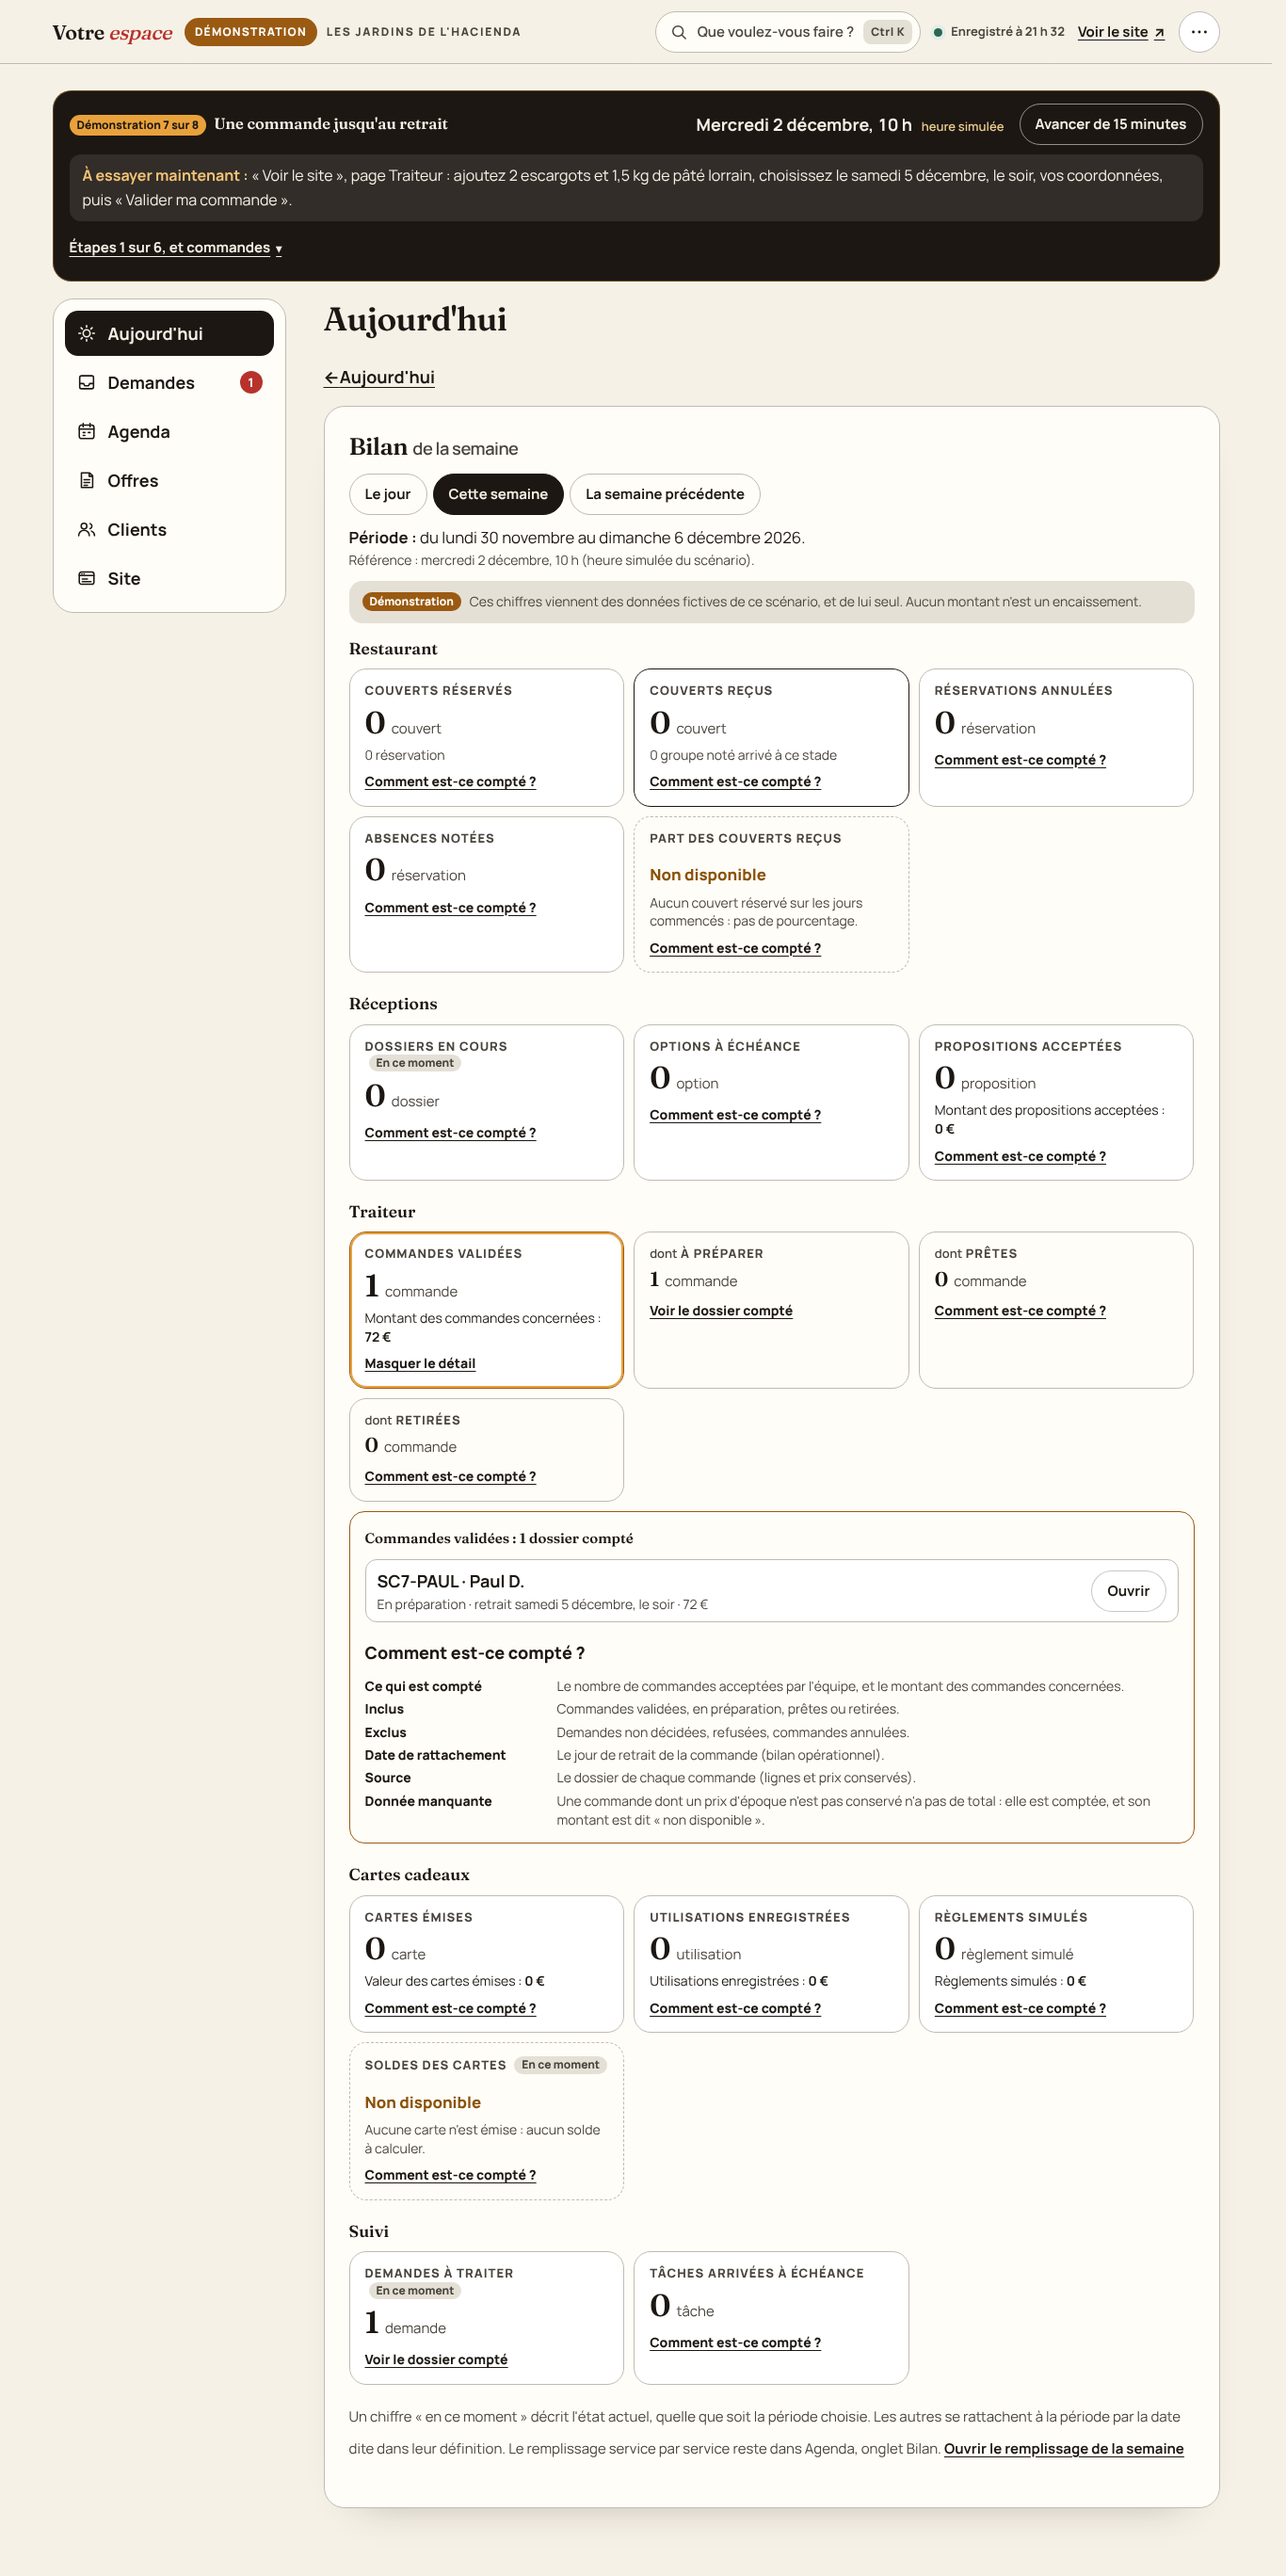 Votre espace DÉMONSTRATION LES JARDINS DE L'HACIENDA
Que voulez-vous faire ? Ctrl K Enregistré à 21 h 32 Voir le site ↗ ···
Démonstration 7 sur 8 Une commande jusqu'au retrait
Mercredi 2 décembre, 10 h heure simulée Avancer de 15 minutes
À essayer maintenant : « Voir le site », page Traiteur : ajoutez 2 escargots et 1,5 kg de pâté lorrain, choisissez le samedi 5 décembre, le soir, vos coordonnées,
puis « Valider ma commande ».
Étapes 1 sur 6, et commandes ▾
Aujourd'hui
Demandes 1
Agenda
Offres
Clients
Site
Aujourd'hui
←Aujourd'hui
Bilan de la semaine
Le jour Cette semaine La semaine précédente
Période : du lundi 30 novembre au dimanche 6 décembre 2026.
Référence : mercredi 2 décembre, 10 h (heure simulée du scénario).
Démonstration Ces chiffres viennent des données fictives de ce scénario, et de lui seul. Aucun montant n'est un encaissement.
Restaurant
COUVERTS RÉSERVÉS
0 couvert
0 réservation
Comment est-ce compté ?
COUVERTS REÇUS
0 couvert
0 groupe noté arrivé à ce stade
Comment est-ce compté ?
RÉSERVATIONS ANNULÉES
0 réservation
Comment est-ce compté ?
ABSENCES NOTÉES
0 réservation
Comment est-ce compté ?
PART DES COUVERTS REÇUS
Non disponible
Aucun couvert réservé sur les jours
commencés : pas de pourcentage.
Comment est-ce compté ?
Réceptions
DOSSIERS EN COURS
En ce moment
0 dossier
Comment est-ce compté ?
OPTIONS À ÉCHÉANCE
0 option
Comment est-ce compté ?
PROPOSITIONS ACCEPTÉES
0 proposition
Montant des propositions acceptées :
0 €
Comment est-ce compté ?
Traiteur
COMMANDES VALIDÉES
1 commande
Montant des commandes concernées :
72 €
Masquer le détail
dont À PRÉPARER
1 commande
Voir le dossier compté
dont PRÊTES
0 commande
Comment est-ce compté ?
dont RETIRÉES
0 commande
Comment est-ce compté ?
Commandes validées : 1 dossier compté
SC7-PAUL · Paul D.
En préparation · retrait samedi 5 décembre, le soir · 72 €
Ouvrir
Comment est-ce compté ?
Ce qui est compté Le nombre de commandes acceptées par l'équipe, et le montant des commandes concernées.
Inclus Commandes validées, en préparation, prêtes ou retirées.
Exclus Demandes non décidées, refusées, commandes annulées.
Date de rattachement Le jour de retrait de la commande (bilan opérationnel).
Source Le dossier de chaque commande (lignes et prix conservés).
Donnée manquante Une commande dont un prix d'époque n'est pas conservé n'a pas de total : elle est comptée, et son
montant est dit « non disponible ».
Cartes cadeaux
CARTES ÉMISES
0 carte
Valeur des cartes émises : 0 €
Comment est-ce compté ?
UTILISATIONS ENREGISTRÉES
0 utilisation
Utilisations enregistrées : 0 €
Comment est-ce compté ?
RÈGLEMENTS SIMULÉS
0 règlement simulé
Règlements simulés : 0 €
Comment est-ce compté ?
SOLDES DES CARTES En ce moment
Non disponible
Aucune carte n'est émise : aucun solde
à calculer.
Comment est-ce compté ?
Suivi
DEMANDES À TRAITER
En ce moment
1 demande
Voir le dossier compté
TÂCHES ARRIVÉES À ÉCHÉANCE
0 tâche
Comment est-ce compté ?
Un chiffre « en ce moment » décrit l'état actuel, quelle que soit la période choisie. Les autres se rattachent à la période par la date
dite dans leur définition. Le remplissage service par service reste dans Agenda, onglet Bilan. Ouvrir le remplissage de la semaine